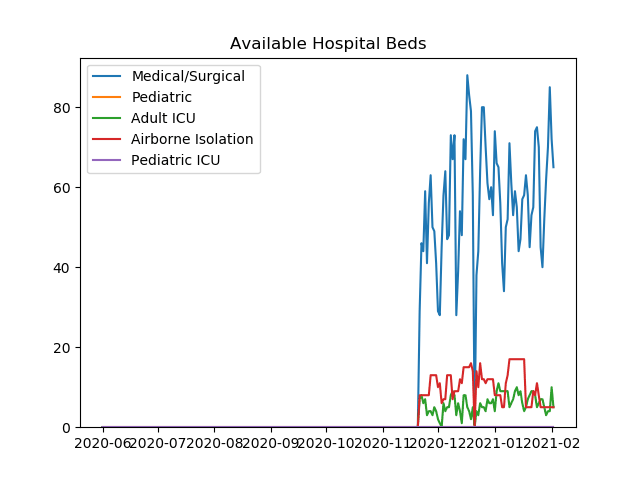 Available Hospital Beds
Medical/Surgical
Pediatric
Adult ICU
Airborne Isolation
Pediatric ICU
80
60
40
20
0
2020-06 2020-07 2020-08 2020-09 2020-10 2020-11 2020-12 2021-01 2021-02